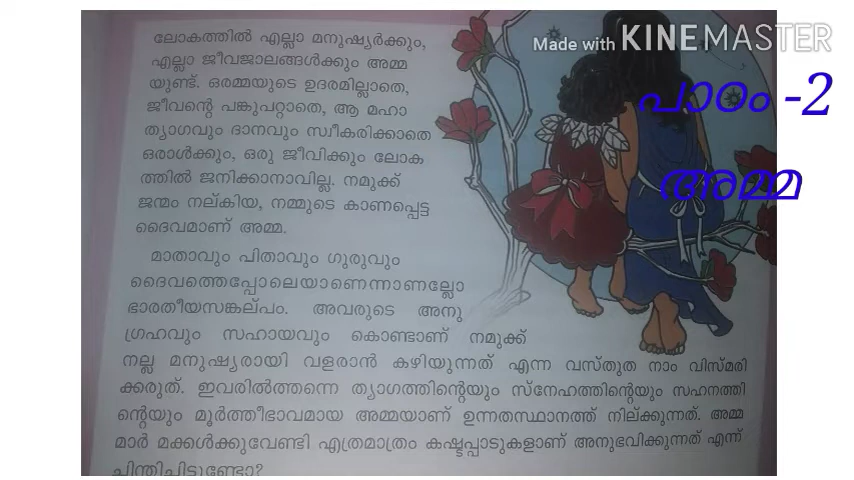 Made with KINEMASTER
പാഠം -2
അമ്മ
ലോകത്തിൽ എല്ലാ മനുഷ്യർക്കും,
എല്ലാ ജീവജാലങ്ങൾക്കും അമ്മ
യുണ്ട്. ഒരമ്മയുടെ ഉദരമില്ലാതെ,
ജീവന്റെ പങ്കുപറ്റാതെ, ആ മഹാ
ത്യാഗവും ദാനവും സ്വീകരിക്കാതെ
ഒരാൾക്കും, ഒരു ജീവിക്കും ലോക
ത്തിൽ ജനിക്കാനാവില്ല. നമുക്ക്
ജന്മം നല്കിയ, നമ്മുടെ കാണപ്പെട്ട
ദൈവമാണ് അമ്മ.
മാതാവും പിതാവും ഗുരുവും
ദൈവത്തെപ്പോലെയാണെന്നാണല്ലോ
ഭാരതീയസങ്കല്പം. അവരുടെ അനു
ഗ്രഹവും സഹായവും കൊണ്ടാണ് നമുക്ക്
നല്ല മനുഷ്യരായി വളരാൻ കഴിയുന്നത് എന്ന വസ്തുത നാം വിസ്മരി
ക്കരുത്. ഇവരിൽത്തന്നെ ത്യാഗത്തിന്റെയും സ്നേഹത്തിന്റെയും സഹനത്തി
ന്റെയും മൂർത്തീഭാവമായ അമ്മയാണ് ഉന്നതസ്ഥാനത്ത് നില്ക്കുന്നത്. അമ്മ
മാർ മക്കൾക്കുവേണ്ടി എത്രമാത്രം കഷ്ടപ്പാടുകളാണ് അനുഭവിക്കുന്നത് എന്ന്
ചിന്തിച്ചിട്ടുണ്ടോ?